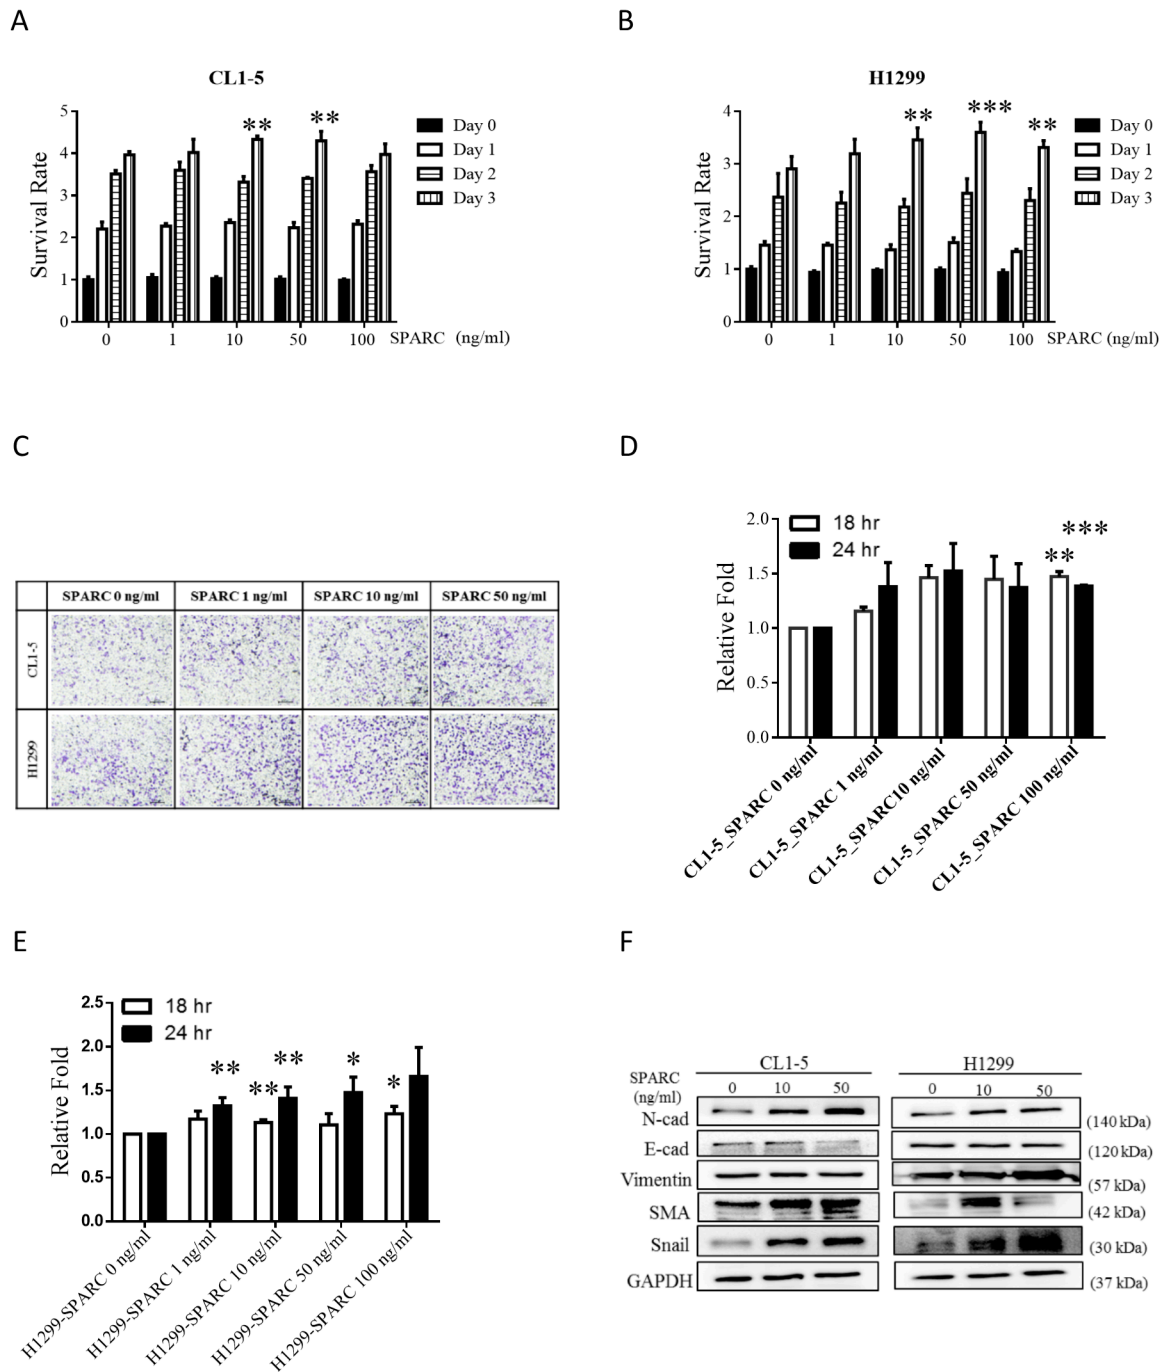 A
B
CL1-5
H1299
5
4
3
2
1
0
Survival Rate
** **
Day 0
Day 1
Day 2
Day 3
0 1 10 50 100 SPARC (ng/ml)
4
3
2
1
0
Survival Rate
** *** **
Day 0
Day 1
Day 2
Day 3
0 1 10 50 100 SPARC (ng/ml)
C
D
SPARC 0 ng/ml SPARC 1 ng/ml SPARC 10 ng/ml SPARC 50 ng/ml
CL1-5
H1299
2.0
1.5
1.0
0.5
0.0
Relative Fold
18 hr
24 hr
***
**
CL1-5_SPARC 0 ng/ml
CL1-5_SPARC 1 ng/ml
CL1-5_SPARC10 ng/ml
CL1-5_SPARC 50 ng/ml
CL1-5_SPARC 100 ng/ml
E
F
2.5
2.0
1.5
1.0
0.5
0.0
Relative Fold
18 hr
24 hr
** ** ** * *
H1299-SPARC 0 ng/ml
H1299-SPARC 1 ng/ml
H1299-SPARC 10 ng/ml
H1299-SPARC 50 ng/ml
H1299-SPARC 100 ng/ml
CL1-5 H1299
SPARC
(ng/ml)
0 10 50 0 10 50
N-cad (140 kDa)
E-cad (120 kDa)
Vimentin (57 kDa)
SMA (42 kDa)
Snail (30 kDa)
GAPDH (37 kDa)